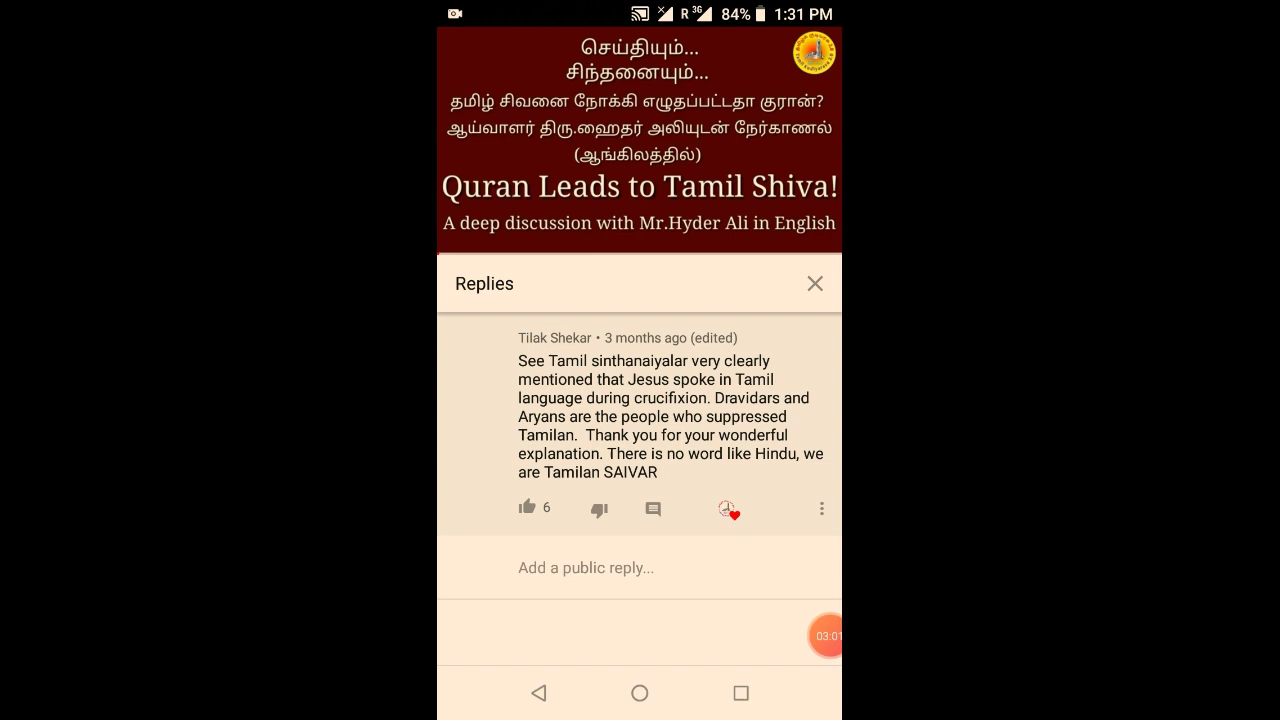 R 3G 84% 1:31 PM
செய்தியும்...
சிந்தனையும்...
தமிழ் சிவனை நோக்கி எழுதப்பட்டதா குரான்?
ஆய்வாளர் திரு.ஹைதர் அலியுடன் நேர்காணல்
(ஆங்கிலத்தில்)
Quran Leads to Tamil Shiva!
A deep discussion with Mr.Hyder Ali in English
Replies
Tilak Shekar • 3 months ago (edited)
See Tamil sinthanaiyalar very clearly
mentioned that Jesus spoke in Tamil
language during crucifixion. Dravidars and
Aryans are the people who suppressed
Tamilan.  Thank you for your wonderful
explanation. There is no word like Hindu, we
are Tamilan SAIVAR
6
Add a public reply...
03:01